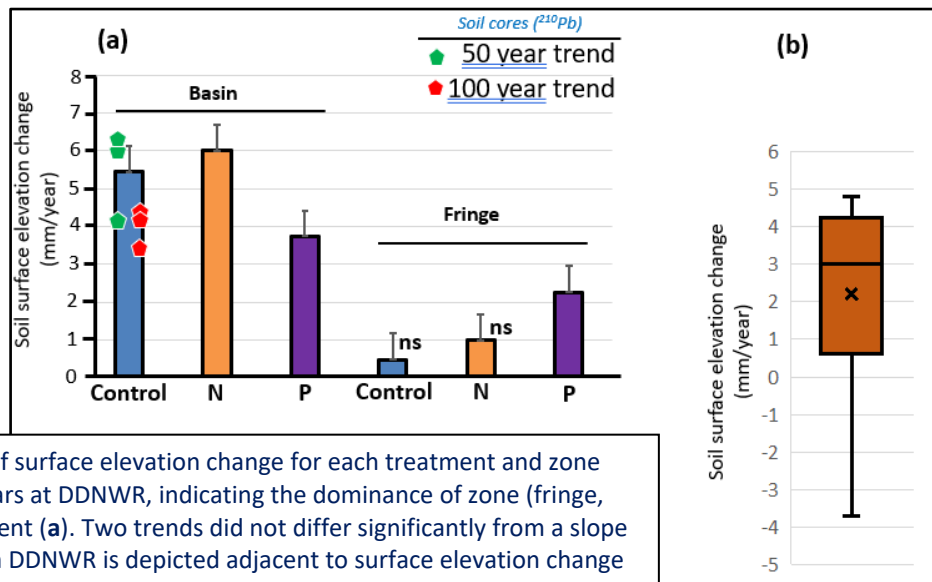 (a)
Soil cores (²¹⁰Pb)
50 year trend
100 year trend
(b)
Soil surface elevation change
(mm/year)
8
7
6
5
4
3
2
1
0
Basin
Fringe
ns
ns
Control
N
P
Control
N
P
Soil surface elevation change
(mm/year)
6
5
4
3
2
1
0
-1
-2
-3
-4
-5
f surface elevation change for each treatment and zone
ars at DDNWR, indicating the dominance of zone (fringe,
ent (a). Two trends did not differ significantly from a slope
DDNWR is depicted adjacent to surface elevation change